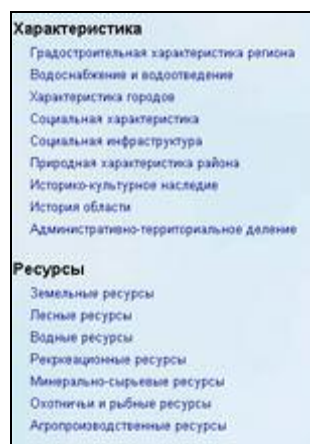 Характеристика
Градостроительная характеристика региона
Водоснабжение и водоотведение
Характеристика городов
Социальная характеристика
Социальная инфраструктура
Природная характеристика района
Историко-культурное наследие
История области
Административно-территориальное деление
Ресурсы
Земельные ресурсы
Лесные ресурсы
Водные ресурсы
Рекреационные ресурсы
Минерально-сырьевые ресурсы
Охотничьи и рыбные ресурсы
Агропроизводственные ресурсы